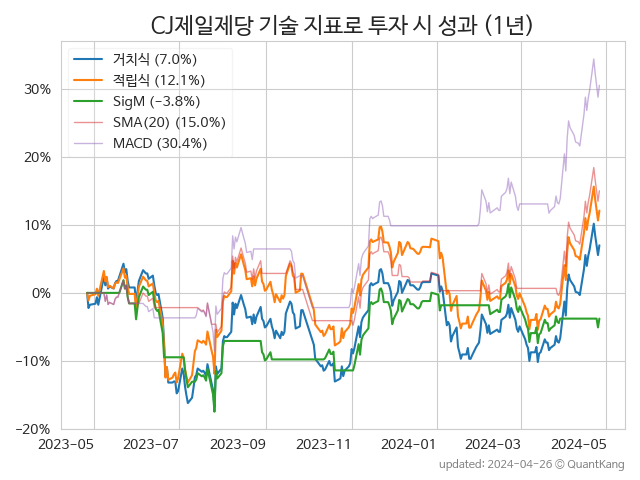 CJ제일제당 기술 지표로 투자 시 성과 (1년)
거치식 (7.0%)
적립식 (12.1%)
SigM (−3.8%)
SMA(20) (15.0%)
MACD (30.4%)
30%
20%
10%
0%
−10%
−20%
2023-05 2023-07 2023-09 2023-11 2024-01 2024-03 2024-05
updated: 2024-04-26 © QuantKang